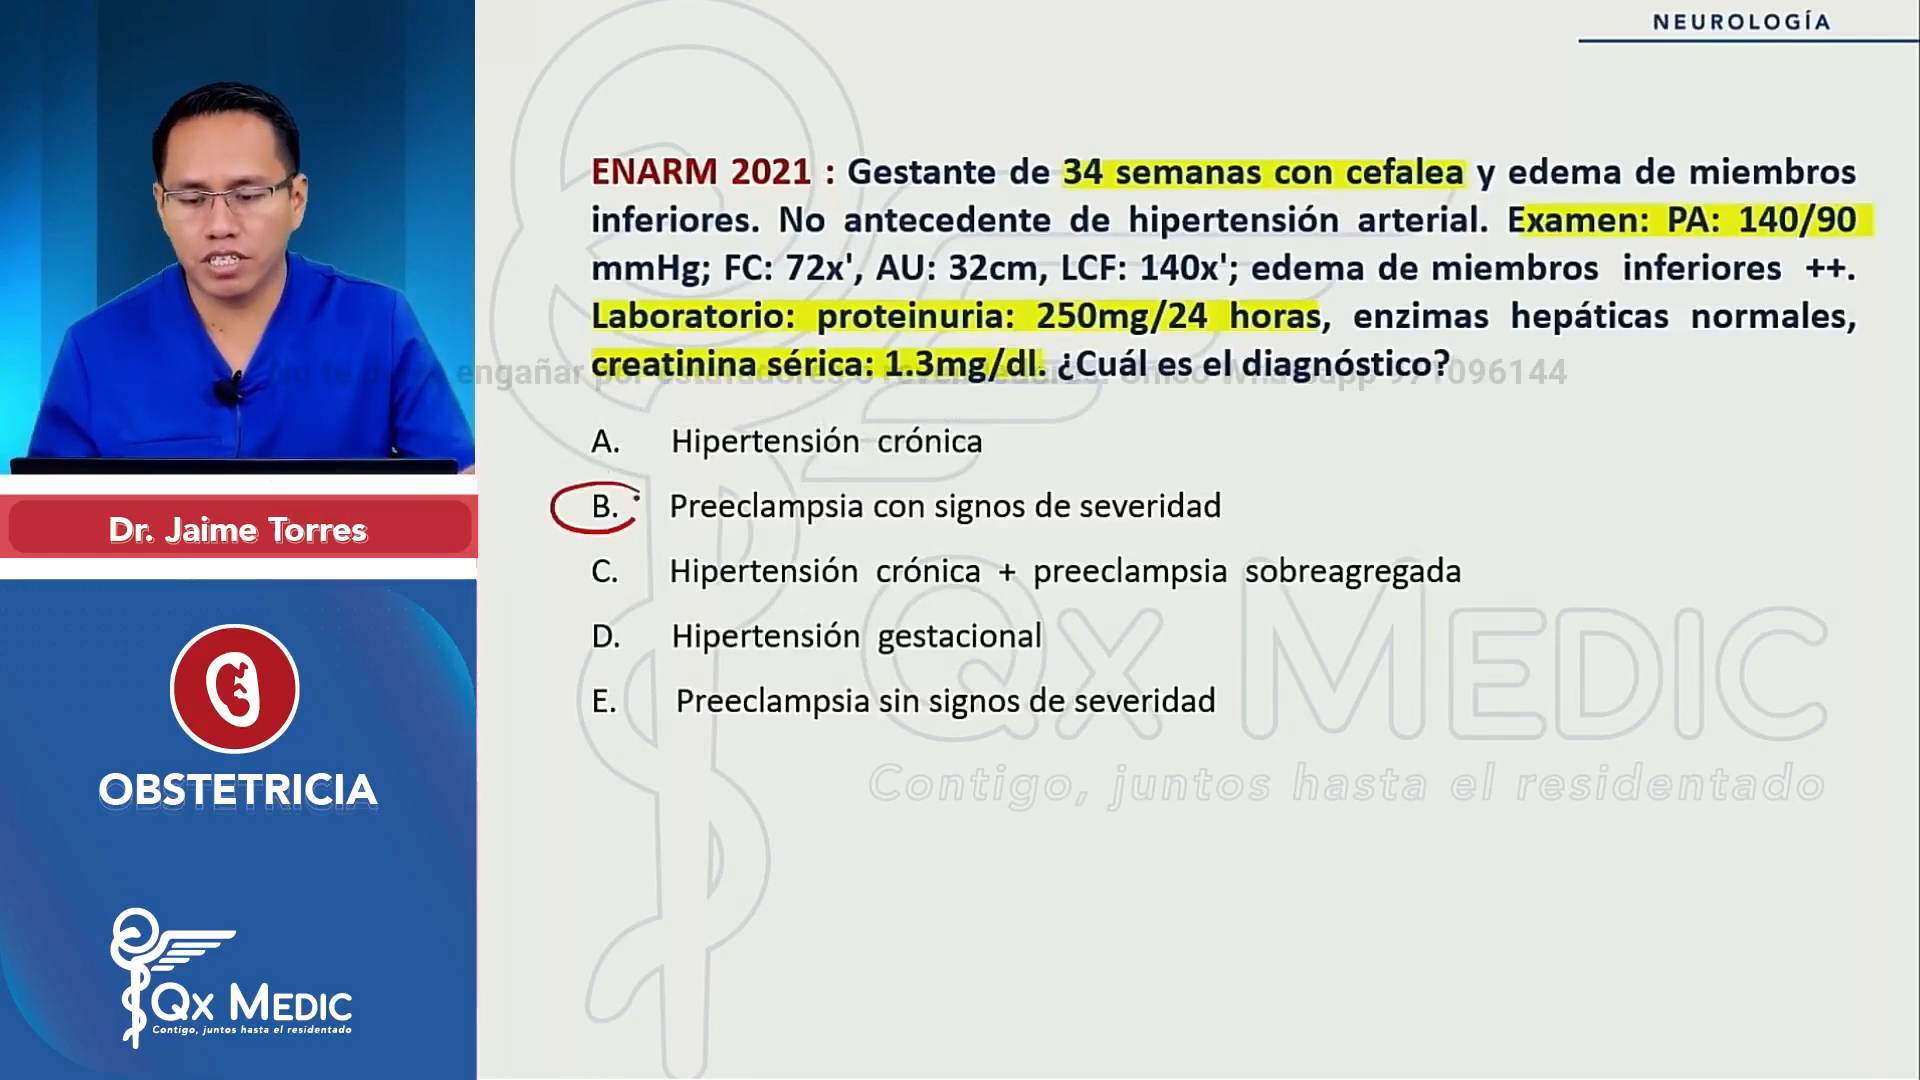 NEUROLOGÍA
ENARM 2021 : Gestante de 34 semanas con cefalea y edema de miembros
inferiores. No antecedente de hipertensión arterial. Examen: PA: 140/90
mmHg; FC: 72x', AU: 32cm, LCF: 140x'; edema de miembros inferiores ++.
Laboratorio: proteinuria: 250mg/24 horas, enzimas hepáticas normales,
creatinina sérica: 1.3mg/dl. ¿Cuál es el diagnóstico?
engañar por
A. Hipertensión crónica
B. Preeclampsia con signos de severidad
C. Hipertensión crónica + preeclampsia sobreagregada
D. Hipertensión gestacional
E. Preeclampsia sin signos de severidad
QX MEDIC
Contigo, juntos hasta el residentado
Dr. Jaime Torres
OBSTETRICIA
QX MEDIC
Contigo, juntos hasta el residentado